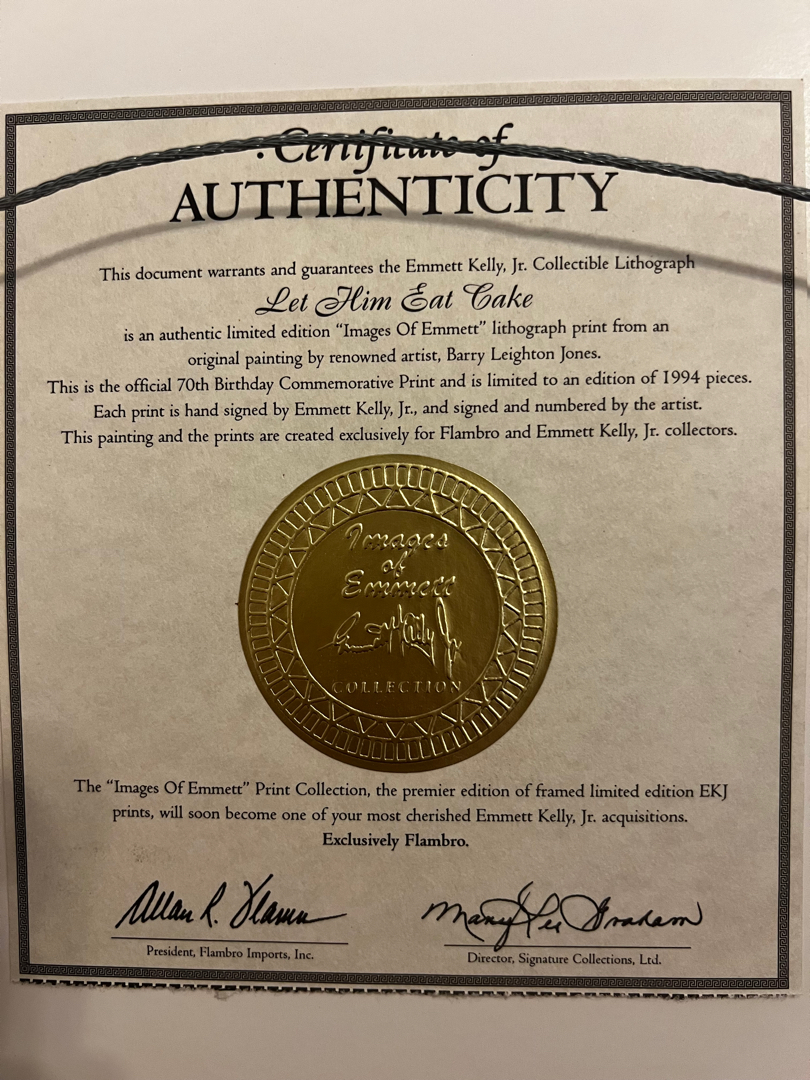 Certificate of
AUTHENTICITY
This document warrants and guarantees the Emmett Kelly, Jr. Collectible Lithograph
Let Him Eat Cake
is an authentic limited edition “Images Of Emmett” lithograph print from an
original painting by renowned artist, Barry Leighton Jones.
This is the official 70th Birthday Commemorative Print and is limited to an edition of 1994 pieces.
Each print is hand signed by Emmett Kelly, Jr., and signed and numbered by the artist.
This painting and the prints are created exclusively for Flambro and Emmett Kelly, Jr. collectors.
Images
of
Emmett
Emmett Kelly Jr
COLLECTION
The “Images Of Emmett” Print Collection, the premier edition of framed limited edition EKJ
prints, will soon become one of your most cherished Emmett Kelly, Jr. acquisitions.
Exclusively Flambro.
Allan R.
Mary Graham
President, Flambro Imports, Inc.
Director, Signature Collections, Ltd.